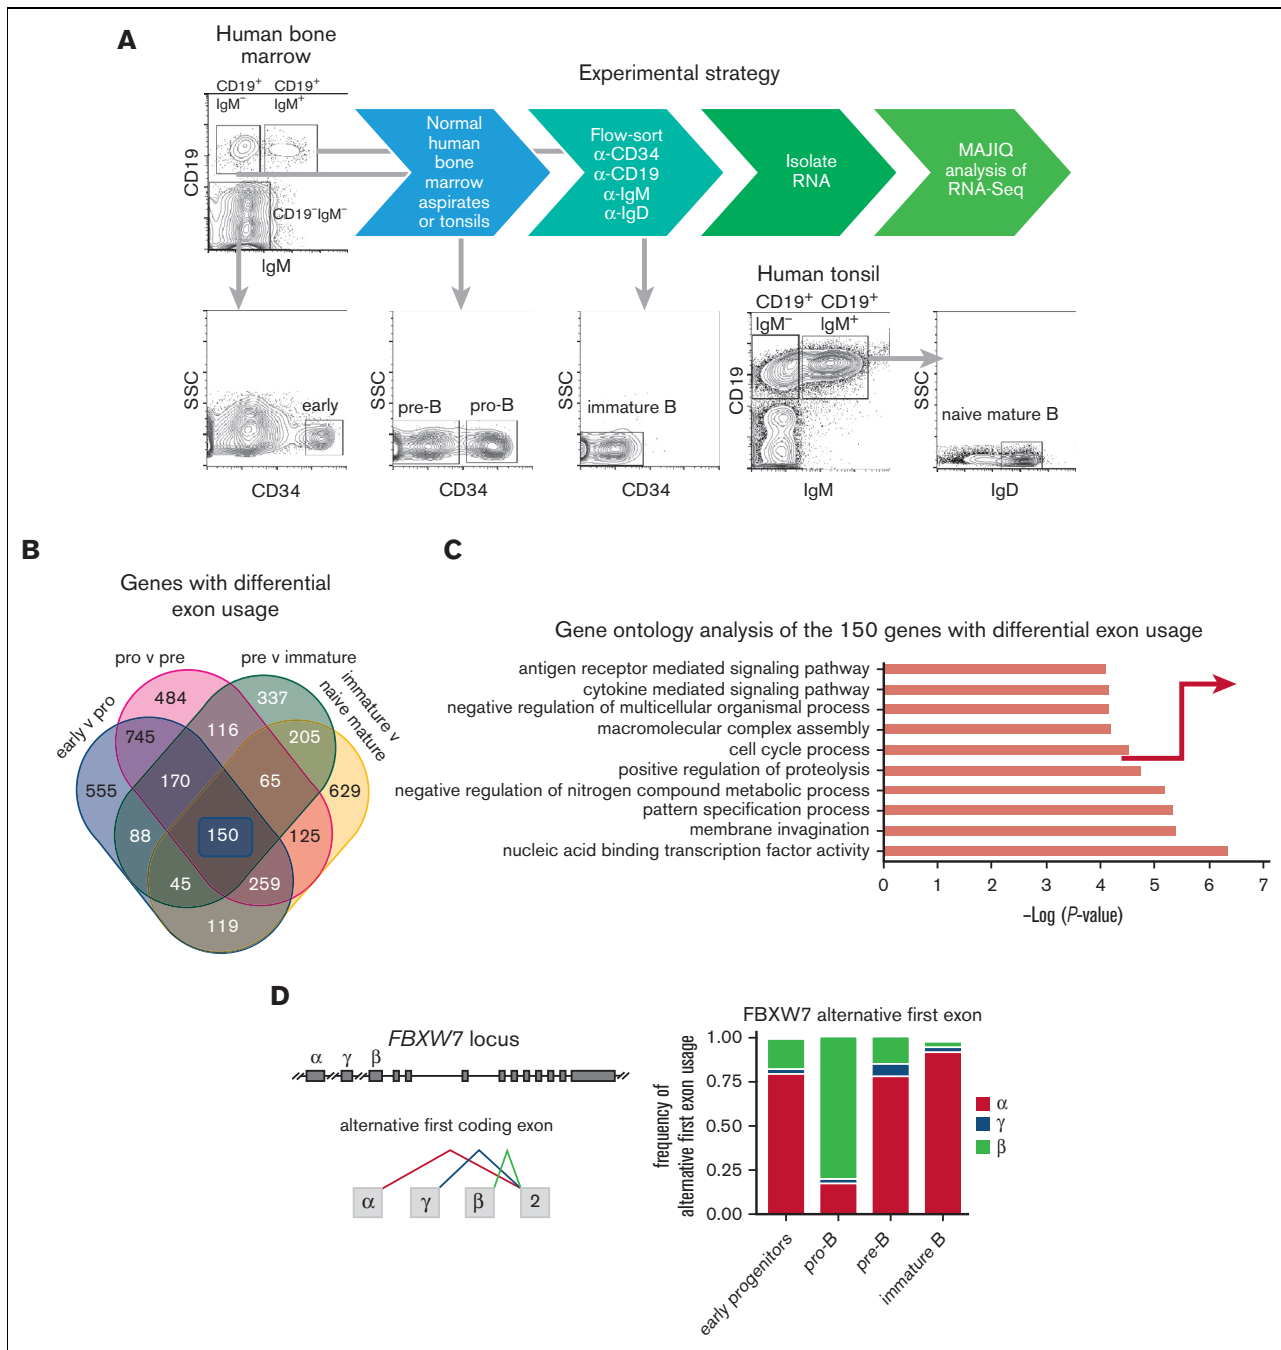 A
Human bone
marrow
CD19+ CD19+
IgM− IgM+
CD19
CD19−IgM−
IgM
Experimental strategy
Normal
human
bone
marrow
aspirates
or tonsils
Flow-sort
α-CD34
α-CD19
α-IgM
α-IgD
Isolate
RNA
MAJIQ
analysis of
RNA-Seq
SSC
early
CD34
SSC
pre-B pro-B
CD34
SSC
immature B
CD34
Human tonsil
CD19+ CD19+
IgM− IgM+
CD19
IgM
SSC
naive mature B
IgD
B
Genes with differential
exon usage
early v pro
pro v pre
pre v immature
immature v
naive mature
484
337
745
116
205
555
170
65
629
88
150
125
45
259
119
C
Gene ontology analysis of the 150 genes with differential exon usage
antigen receptor mediated signaling pathway
cytokine mediated signaling pathway
negative regulation of multicellular organismal process
macromolecular complex assembly
cell cycle process
positive regulation of proteolysis
negative regulation of nitrogen compound metabolic process
pattern specification process
membrane invagination
nucleic acid binding transcription factor activity
0 1 2 3 4 5 6 7
–Log (P-value)
D
FBXW7 locus
α γ β
alternative first coding exon
α γ β 2
FBXW7 alternative first exon
frequency of
alternative first exon usage
1.00
0.75
0.50
0.25
0.00
α
γ
β
early progenitors
pro-B
pre-B
immature B